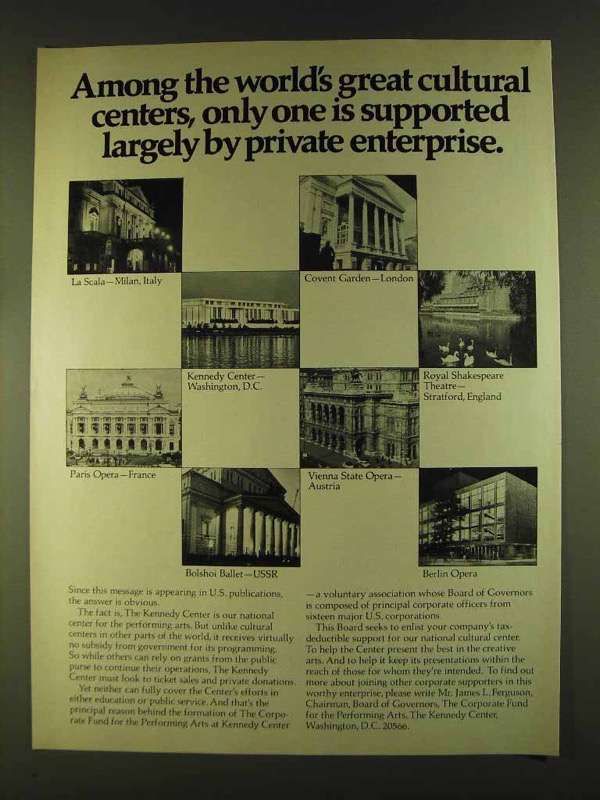 Among the world's great cultural
centers, only one is supported
largely by private enterprise.
La Scala—Milan, Italy
Covent Garden—London
Kennedy Center—
Washington, D.C.
Royal Shakespeare
Theatre—
Stratford, England
Paris Opera—France
Vienna State Opera—
Austria
Bolshoi Ballet—USSR
Berlin Opera
Since this message is appearing in U.S. publications,
the answer is obvious.
The fact is, The Kennedy Center is our national
center for the performing arts. But unlike cultural
centers in other parts of the world, it receives virtually
no subsidy from government for its programming.
So while others can rely on grants from the public
purse to continue their operations, The Kennedy
Center must look to ticket sales and private donations.
Yet neither can fully cover the Center's efforts in
either education or public service. And that's the
principal reason behind the formation of The Corpo-
rate Fund for the Performing Arts at Kennedy Center
—a voluntary association whose Board of Governors
is composed of principal corporate officers from
sixteen major U.S. corporations.
This Board seeks to enlist your company's tax-
deductible support for our national cultural center.
To help the Center present the best in the creative
arts. And to help it keep its presentations within the
reach of those for whom they're intended. To find out
more about joining other corporate supporters in this
worthy enterprise, please write Mr. James L. Ferguson,
Chairman, Board of Governors, The Corporate Fund
for the Performing Arts, The Kennedy Center,
Washington, D.C. 20566.